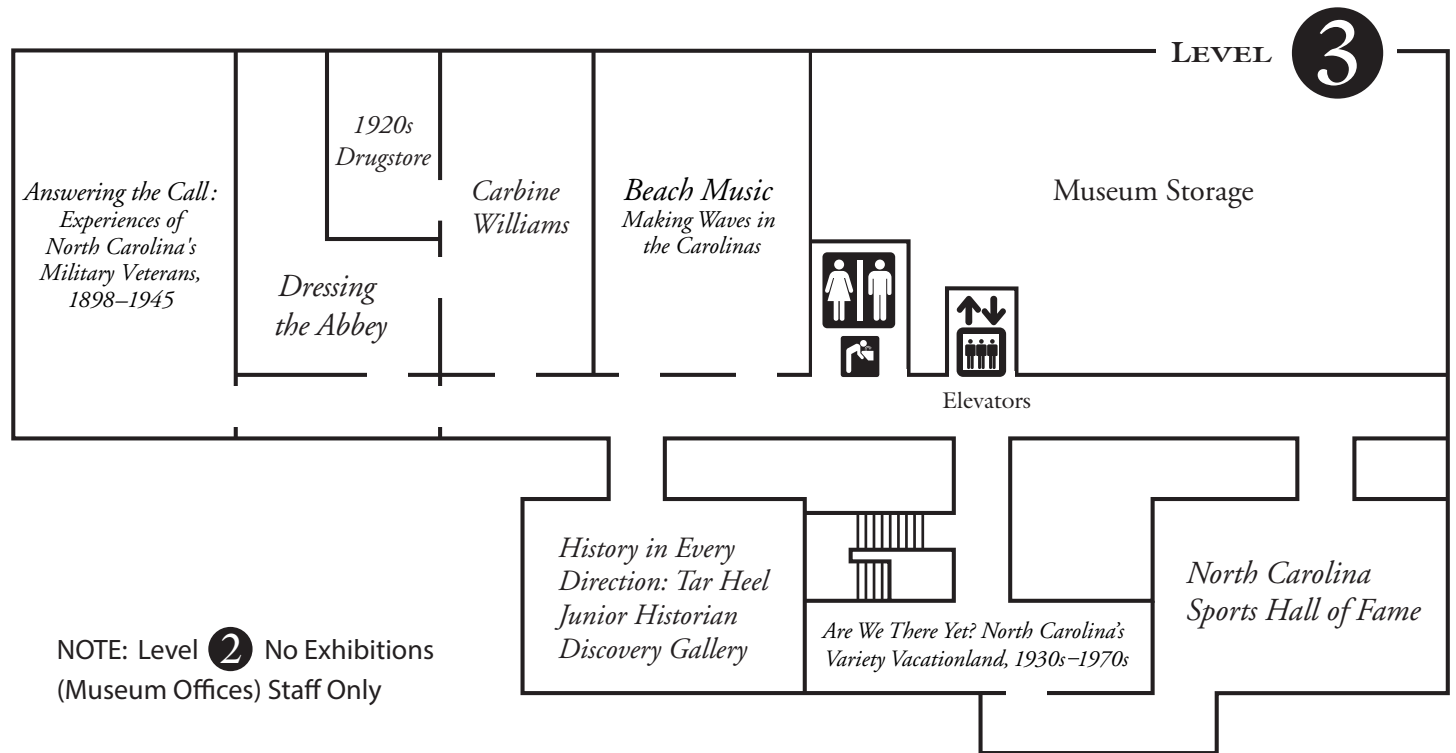 LEVEL 3
Answering the Call:
Experiences of
North Carolina's
Military Veterans,
1898–1945
1920s
Drugstore
Dressing
the Abbey
Carbine
Williams
Beach Music
Making Waves in
the Carolinas
Museum Storage
Elevators
History in Every
Direction: Tar Heel
Junior Historian
Discovery Gallery
Are We There Yet? North Carolina's
Variety Vacationland, 1930s–1970s
North Carolina
Sports Hall of Fame
NOTE: Level 2 No Exhibitions
(Museum Offices) Staff Only